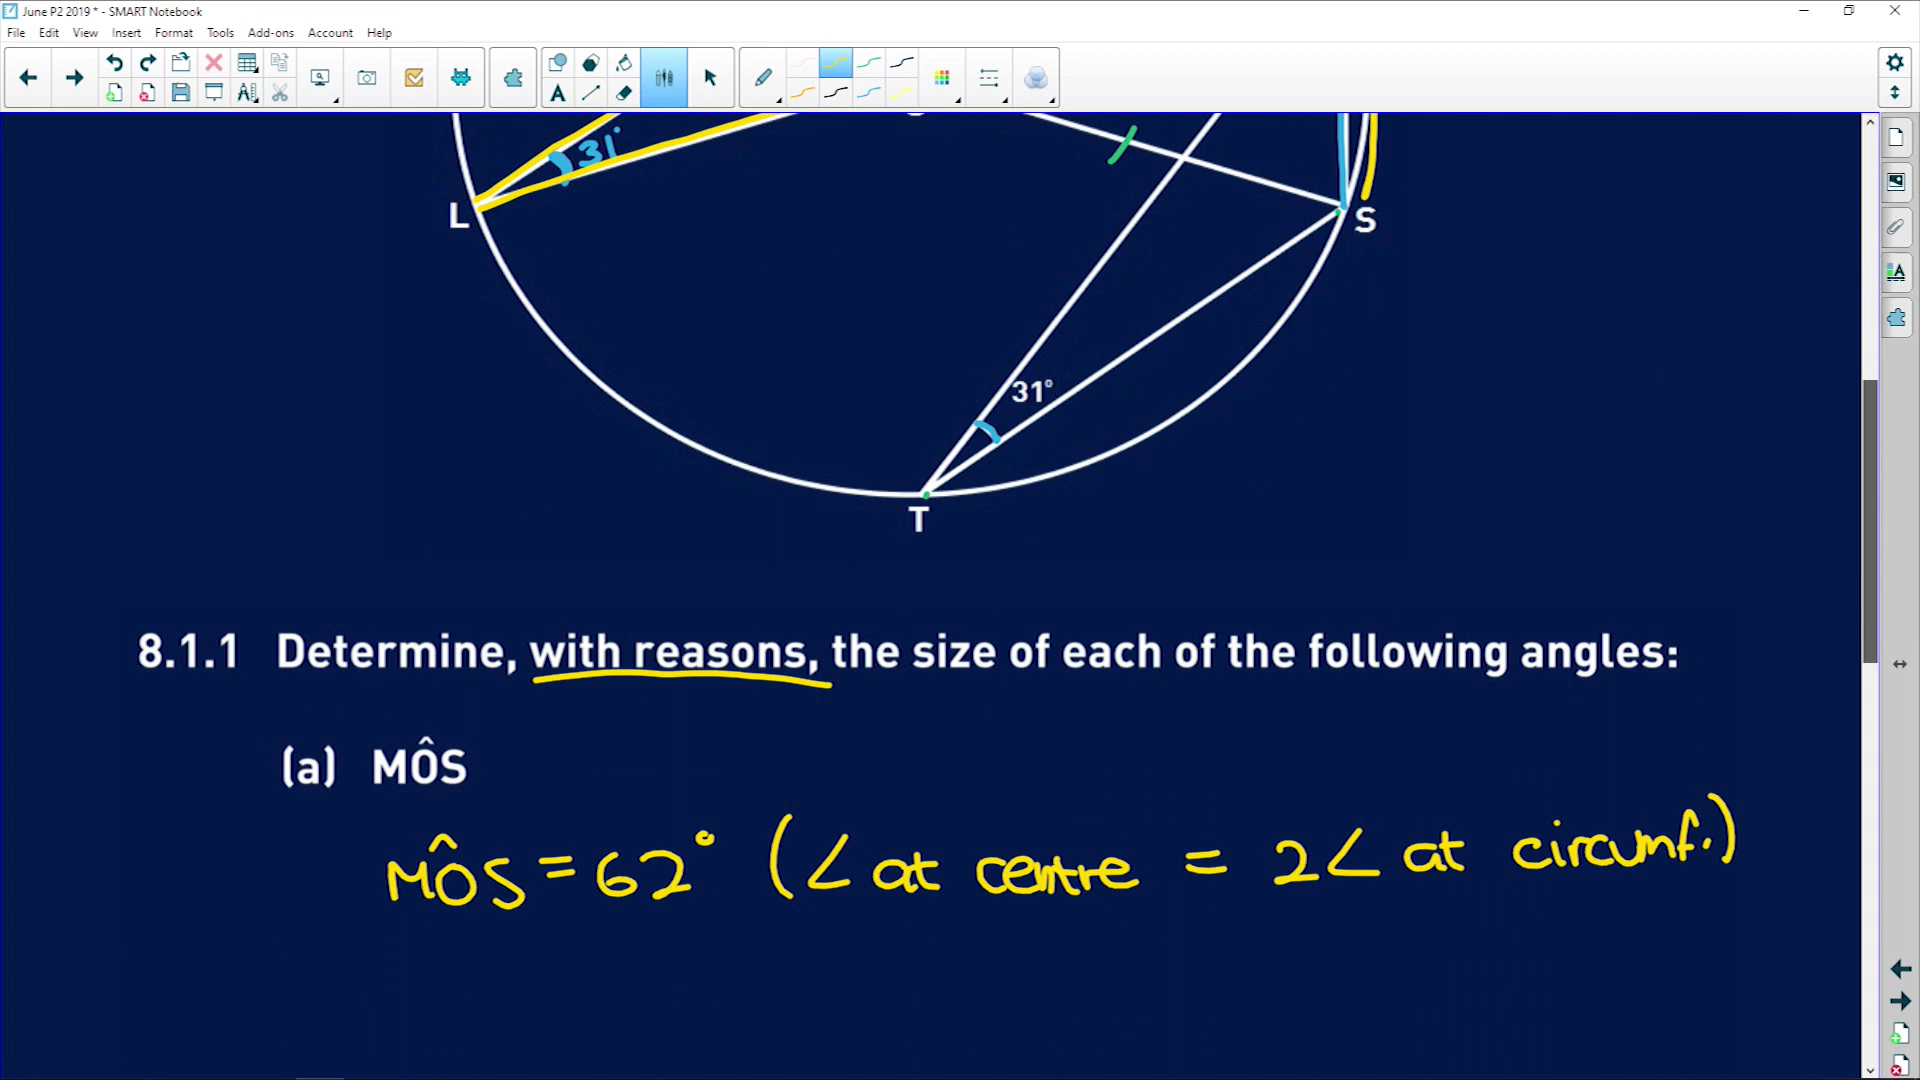 June P2 2019 * - SMART Notebook
File Edit View Insert Format Tools Add-ons Account Help
31°
L
S
31°
T
8.1.1 Determine, with reasons, the size of each of the following angles:
(a) MÔS
MÔS = 62° (∠ at centre = 2∠ at circumf.)